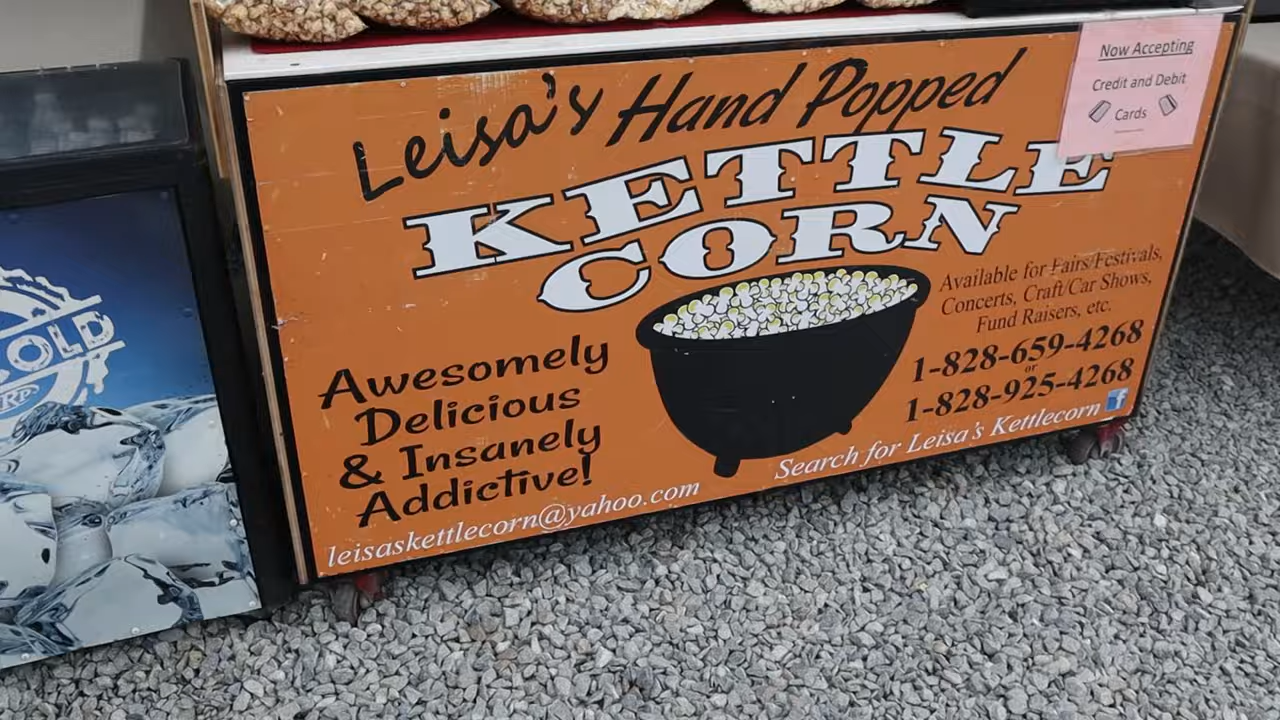 Leisa's Hand Popped
KETTLE
CORN
Now Accepting
Credit and Debit
Cards
Available for Fairs/Festivals,
Concerts, Craft/Car Shows,
Fund Raisers, etc.
1-828-659-4268
or
1-828-925-4268
Search for Leisa's Kettlecorn f
Awesomely
Delicious
& Insanely
Addictive!
leisaskettlecorn@yahoo.com
OLD